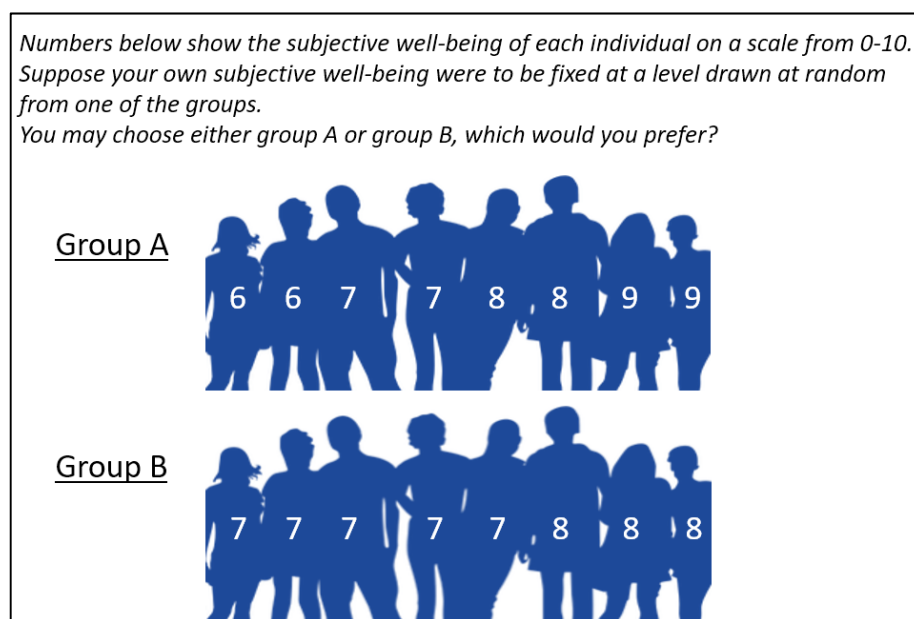 Numbers below show the subjective well-being of each individual on a scale from 0-10.
Suppose your own subjective well-being were to be fixed at a level drawn at random
from one of the groups.
You may choose either group A or group B, which would you prefer?
Group A
6 6 7 7 8 8 9 9
Group B
7 7 7 7 7 8 8 8